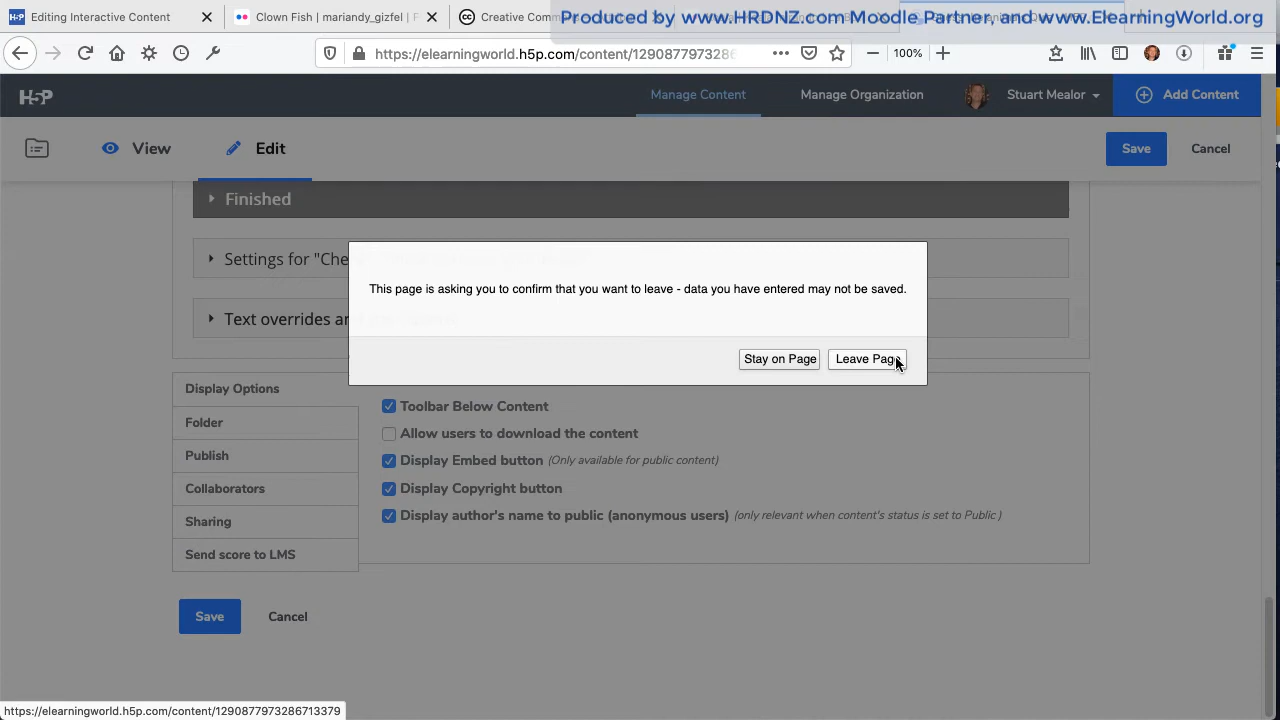 Editing Interactive Content
Clown Fish | mariandy_gizfel | F
Creative Comm
Produced by www.HRDNZ.com Moodle Partner, and www.ElearningWorld.org
https://elearningworld.h5p.com/content/1290877973286
100%
H5P
Manage Content
Manage Organization
Stuart Mealor
Add Content
View
Edit
Save
Cancel
Finished
Settings for "Che
This page is asking you to confirm that you want to leave - data you have entered may not be saved.
Text overrides an
Stay on Page
Leave Page
Display Options
Toolbar Below Content
Folder
Allow users to download the content
Publish
Display Embed button (Only available for public content)
Collaborators
Display Copyright button
Sharing
Display author's name to public (anonymous users) (only relevant when content's status is set to Public )
Send score to LMS
Save
Cancel
https://elearningworld.h5p.com/content/1290877973286713379